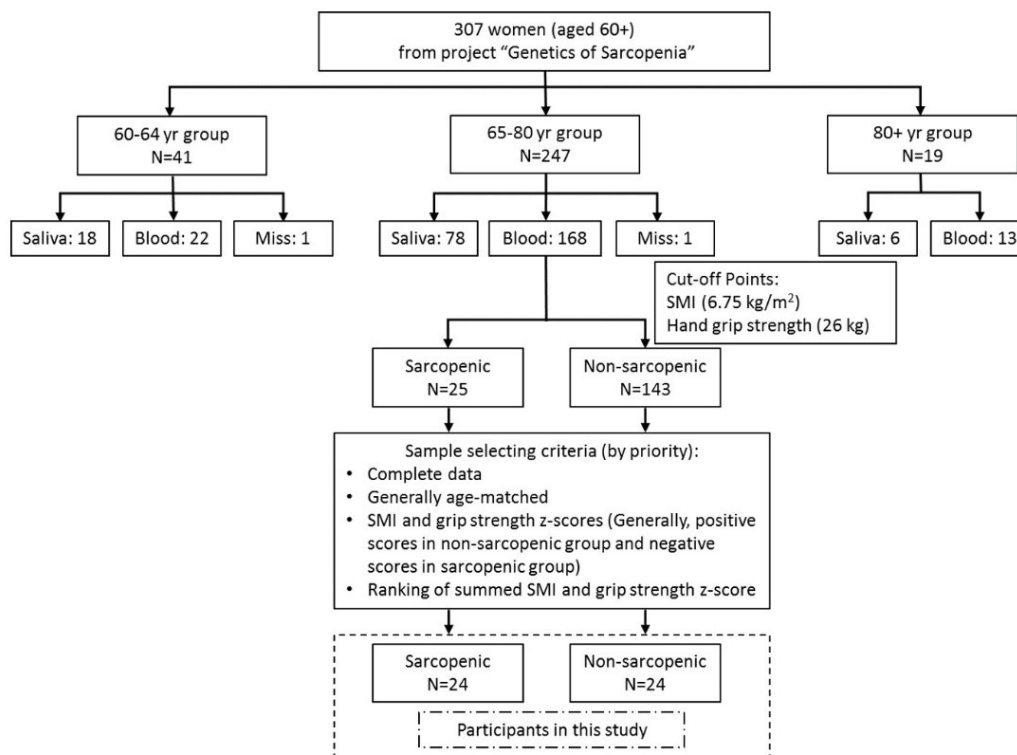 307 women (aged 60+)
from project “Genetics of Sarcopenia”
60-64 yr group
N=41
65-80 yr group
N=247
80+ yr group
N=19
Saliva: 18
Blood: 22
Miss: 1
Saliva: 78
Blood: 168
Miss: 1
Saliva: 6
Blood: 13
Cut-off Points:
SMI (6.75 kg/m²)
Hand grip strength (26 kg)
Sarcopenic
N=25
Non-sarcopenic
N=143
Sample selecting criteria (by priority):
• Complete data
• Generally age-matched
• SMI and grip strength z-scores (Generally, positive
scores in non-sarcopenic group and negative
scores in sarcopenic group)
• Ranking of summed SMI and grip strength z-score
Sarcopenic
N=24
Non-sarcopenic
N=24
Participants in this study